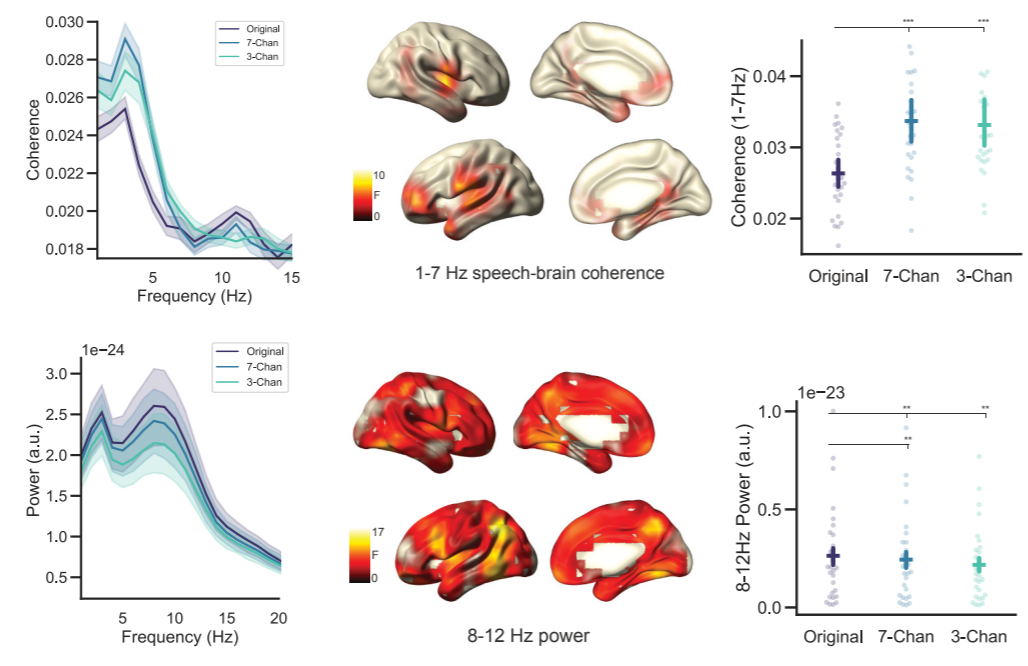 0.030
0.028
0.026
0.024
0.022
0.020
0.018
Coherence
Original
7-Chan
3-Chan
5
10
15
Frequency (Hz)
10
F
0
1-7 Hz speech-brain coherence
***
***
0.04
0.03
0.02
Coherence (1-7Hz)
Original
7-Chan
3-Chan
1e−24
3.0
2.5
2.0
1.5
1.0
0.5
Power (a.u.)
Original
7-Chan
3-Chan
5
10
15
20
Frequency (Hz)
17
F
0
8-12 Hz power
1e−23
**
**
**
1.0
0.5
0.0
8-12Hz Power (a.u.)
Original
7-Chan
3-Chan